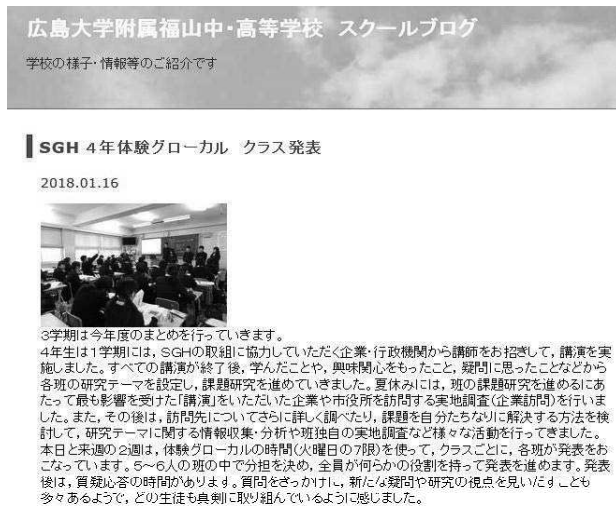 広島大学附属福山中・高等学校 スクールブログ
学校の様子・情報等のご紹介です
SGH 4年体験グローカル クラス発表
2018.01.16
3学期は今年度のまとめを行っていきます。
4年生は1学期には，SGHの取組に協力していただく企業・行政機関から講師をお招きして，講演を実
施しました。すべての講演が終了後，学んだことや，興味関心をもったこと，疑問に思ったことなどから
各班の研究テーマを設定し，課題研究を進めていきました。夏休みには，班の課題研究を進めるにあ
たって最も影響を受けた「講演」をいただいた企業や市役所を訪問する実地調査（企業訪問）を行いま
した。また，その後は，訪問先についてさらに詳しく調べたり，課題を自分たちなりに解決する方法を検
討して，研究テーマに関する情報収集・分析や班独自の実地調査など様々な活動を行ってきました。
本日と来週の2週は，体験グローカルの時間（火曜日の7限）を使って，クラスごとに，各班が発表をお
こなっています。5～6人の班の中で分担を決め，全員が何らかの役割を持って発表を進めます。発表
後は，質疑応答の時間があります。質問をきっかけに，新たな疑問や研究の視点を見いだすことも
多々あるようで，どの生徒も真剣に取り組んでいるように感じました。